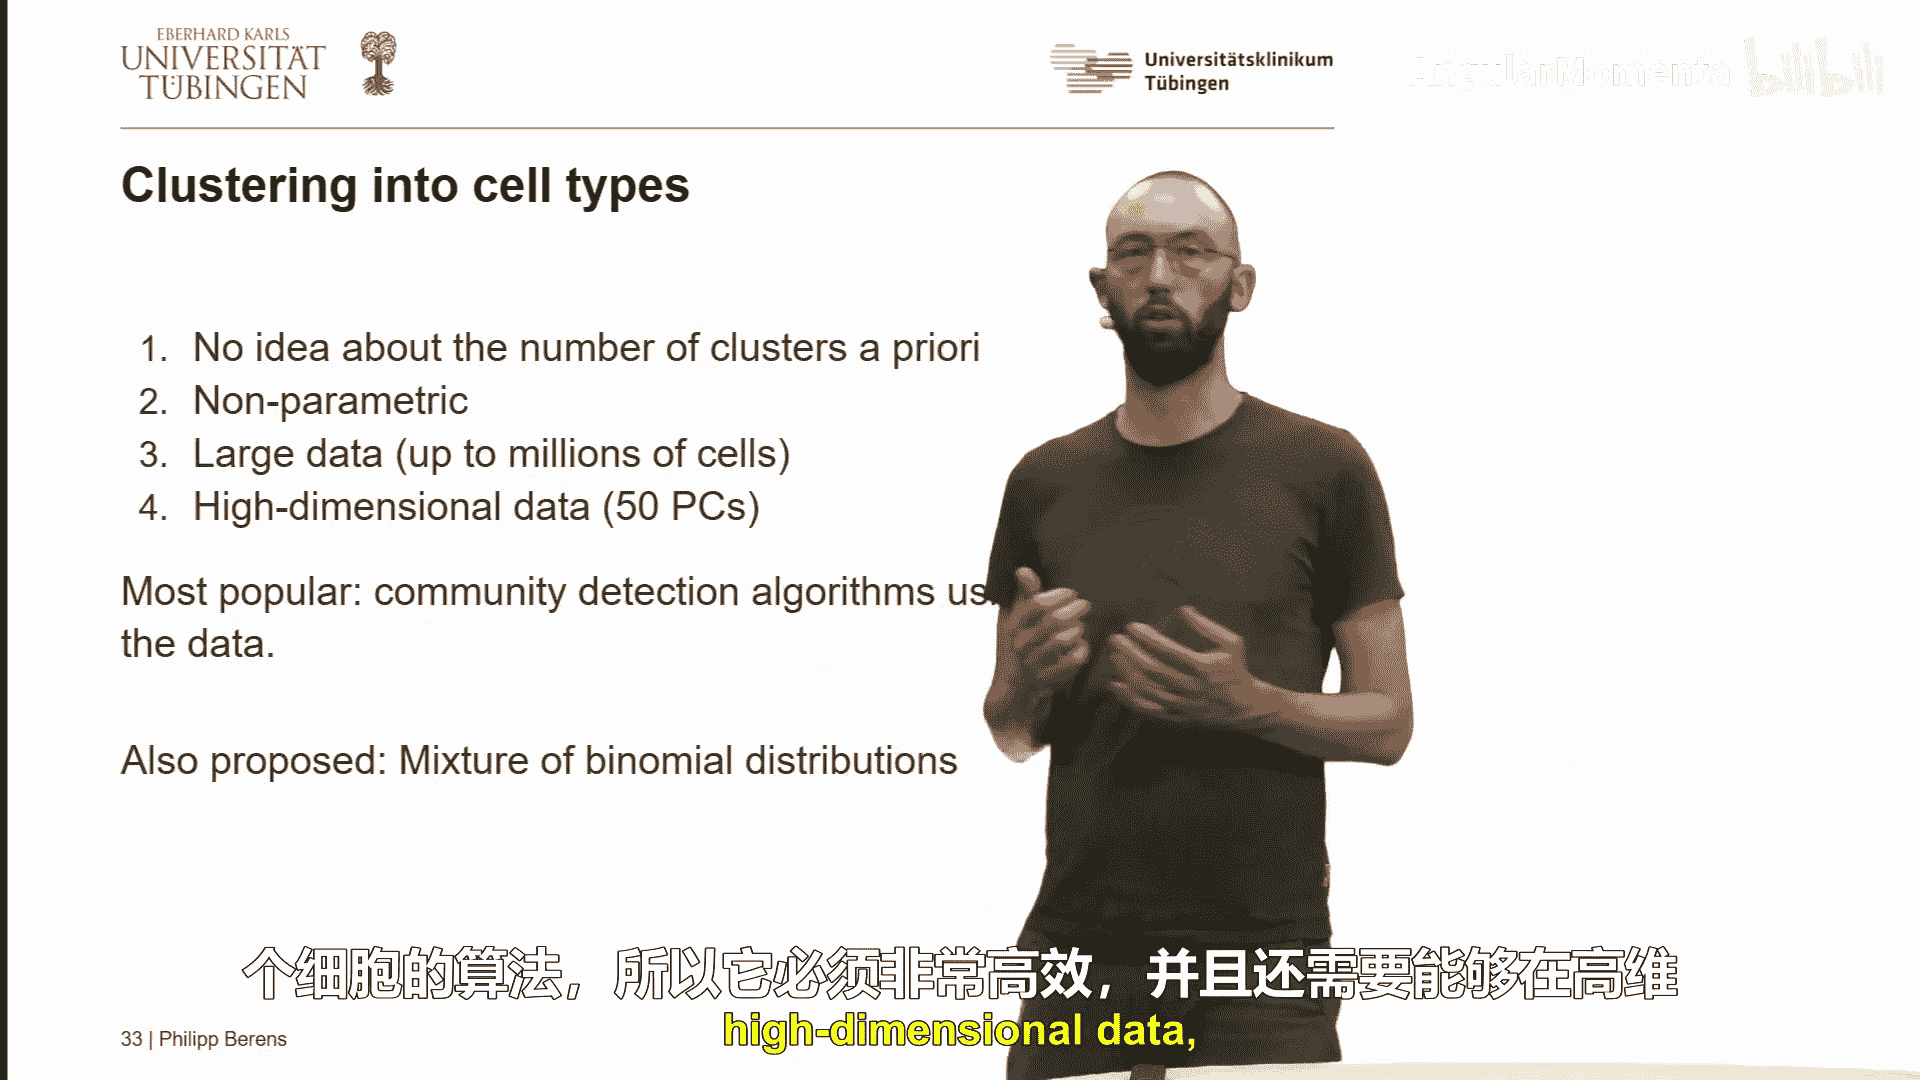 EBERHARD KARLS
UNIVERSITÄT
TÜBINGEN
Universitätsklinikum
Tübingen
AngularMomenta bilibili
Clustering into cell types
1. No idea about the number of clusters a priori
2. Non-parametric
3. Large data (up to millions of cells)
4. High-dimensional data (50 PCs)
Most popular: community detection algorithms us
the data.
Also proposed: Mixture of binomial distributions
个细胞的算法，所以它必须非常高效，并且还需要能够在高维
high-dimensional data,
33 | Philipp Berens